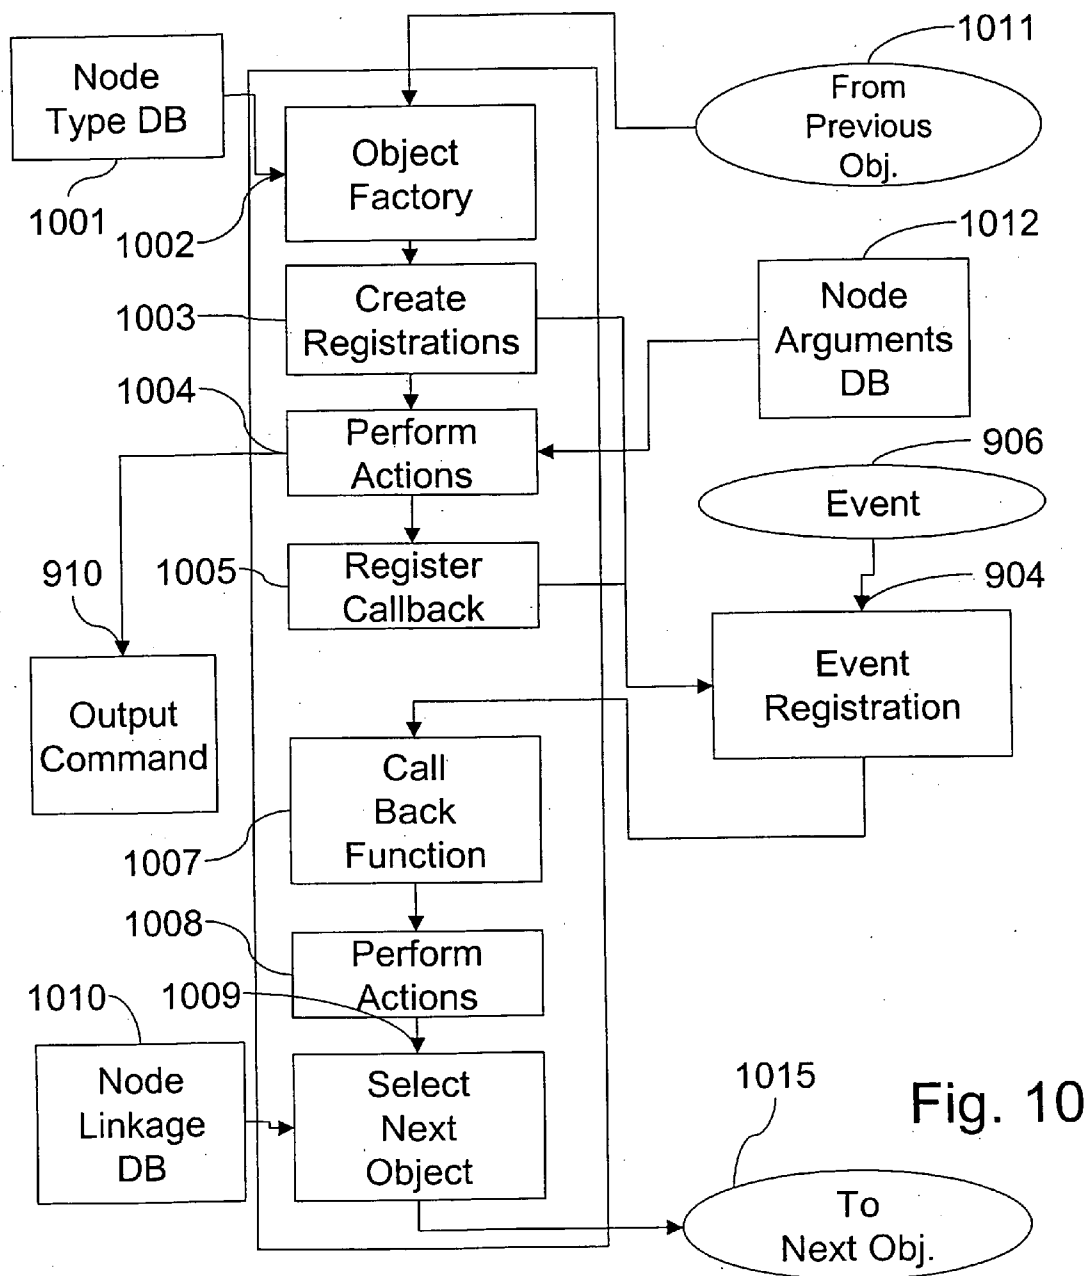 1011
Node
Type DB
From
Previous
Obj.
Object
Factory
1001
1002
1012
Create
Registrations
1003
Node
Arguments
DB
1004
Perform
Actions
906
Event
910
1005
Register
Callback
904
Event
Registration
Output
Command
Call
Back
Function
1007
1008
Perform
Actions
1010
1009
Node
Linkage
DB
Select
Next
Object
1015
Fig. 10
To
Next Obj.